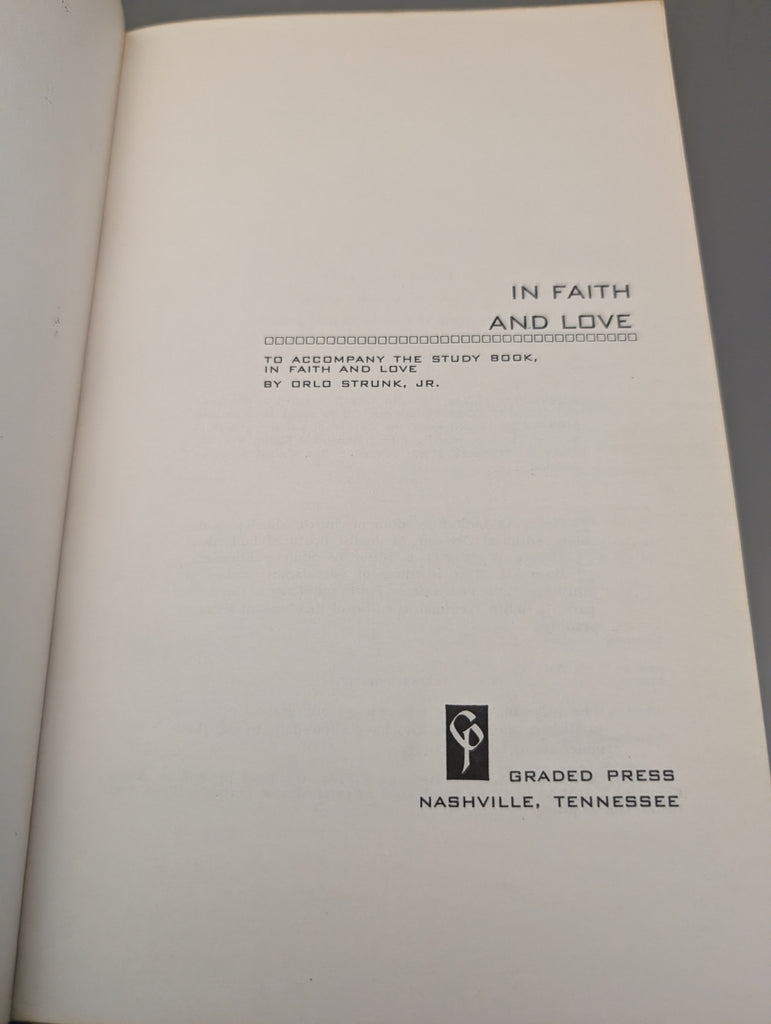 IN FAITH
AND LOVE
TO ACCOMPANY THE STUDY BOOK,
IN FAITH AND LOVE
BY ORLO STRUNK, JR.
GP
GRADED PRESS
NASHVILLE, TENNESSEE